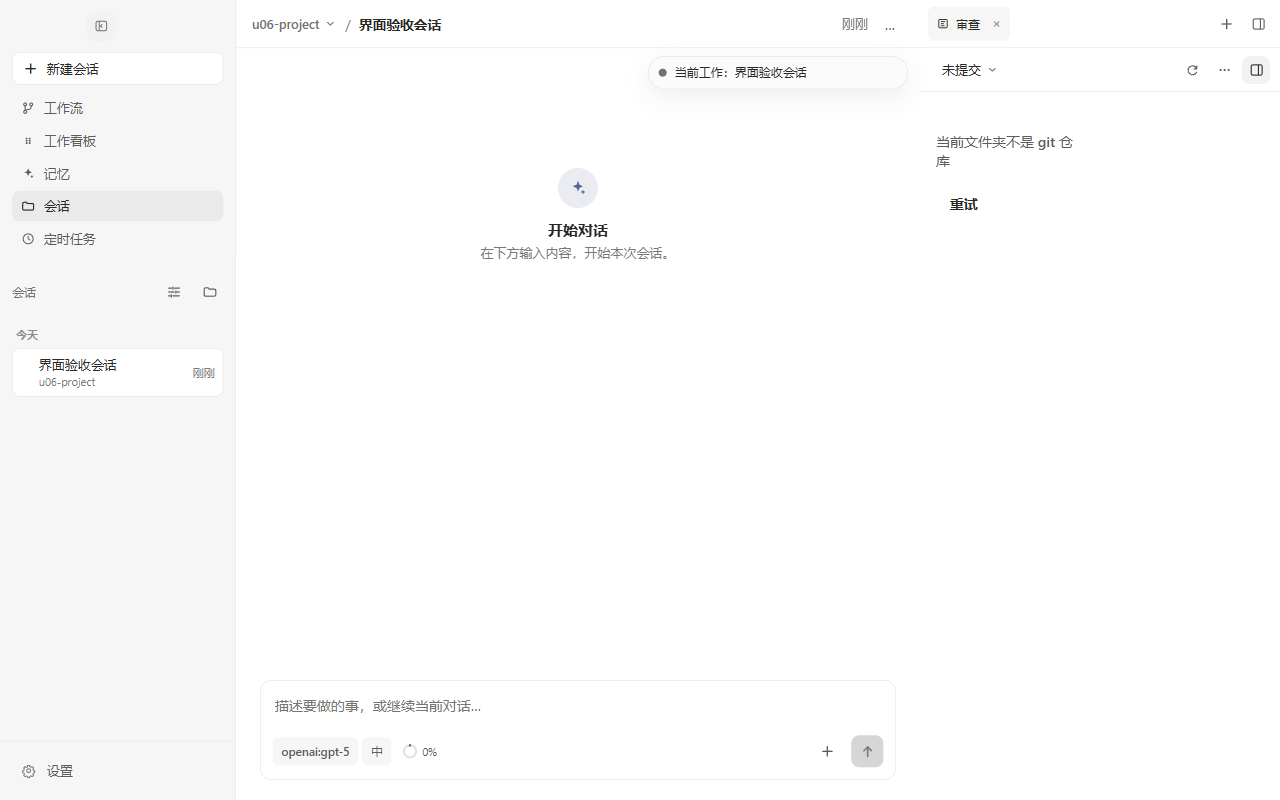 新建会话
工作流
工作看板
记忆
会话
定时任务
会话
今天
界面验收会话
u06-project
刚刚
设置
u06-project / 界面验收会话
刚刚
...
当前工作：界面验收会话
开始对话
在下方输入内容，开始本次会话。
描述要做的事，或继续当前对话...
openai:gpt-5
中
0%
审查
未提交
当前文件夹不是 git 仓
库
重试